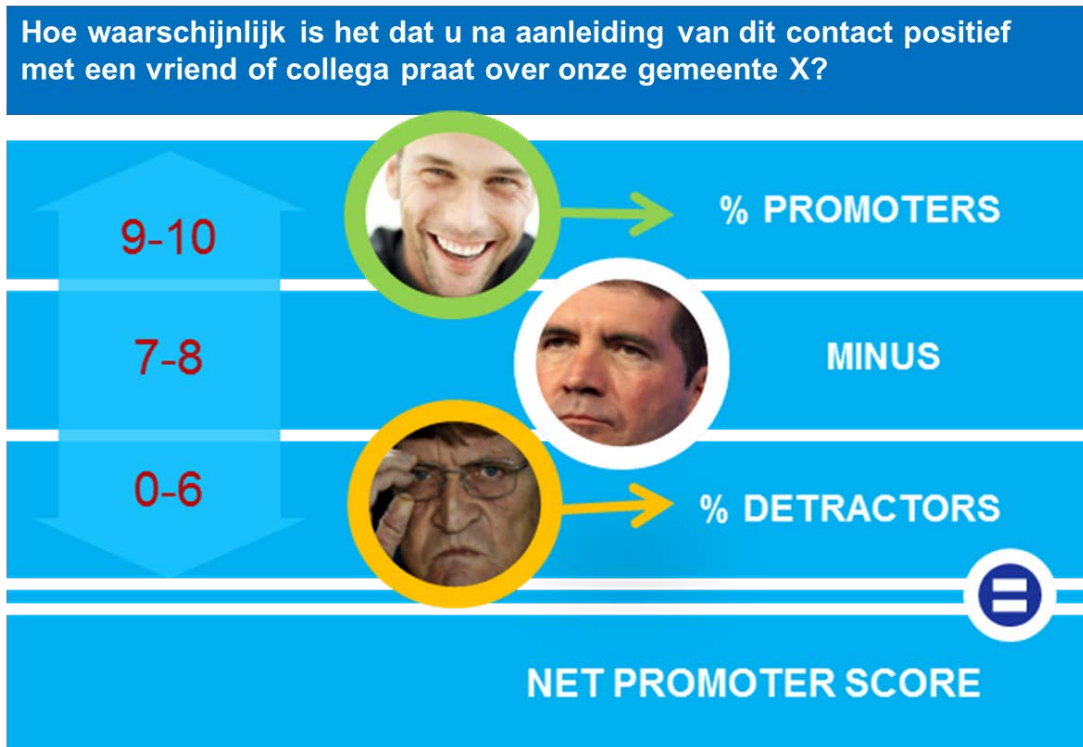 Hoe waarschijnlijk is het dat u na aanleiding van dit contact positief
met een vriend of collega praat over onze gemeente X?
9-10
% PROMOTERS
7-8
MINUS
0-6
% DETRACTORS
=
NET PROMOTER SCORE